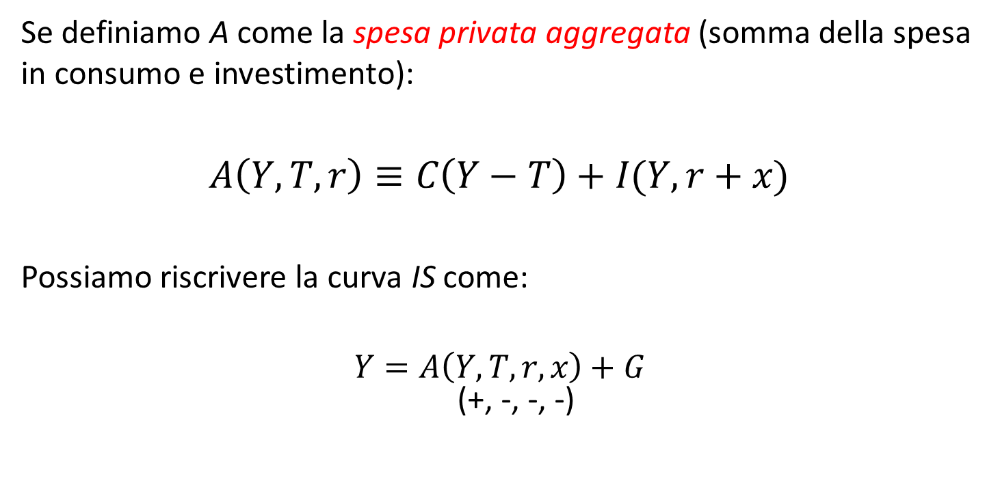 Se definiamo A come la spesa privata aggregata (somma della spesa
in consumo e investimento):
A(Y, T, r) ≡ C(Y − T) + I(Y, r + x)
Possiamo riscrivere la curva IS come:
Y = A(Y, T, r, x) + G
(+, -, -, -)